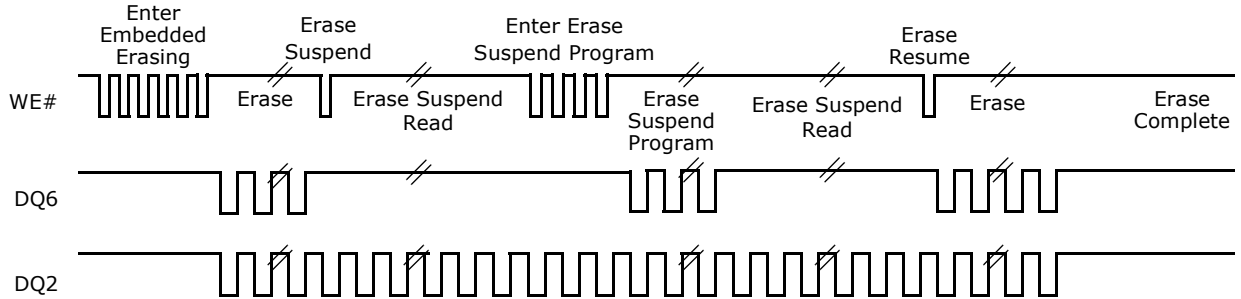 Enter
Embedded
Erasing
Erase
Suspend
Enter Erase
Suspend Program
Erase
Resume
WE#
Erase
Erase Suspend
Read
Erase
Suspend
Program
Erase Suspend
Read
Erase
Erase
Complete
DQ6
DQ2